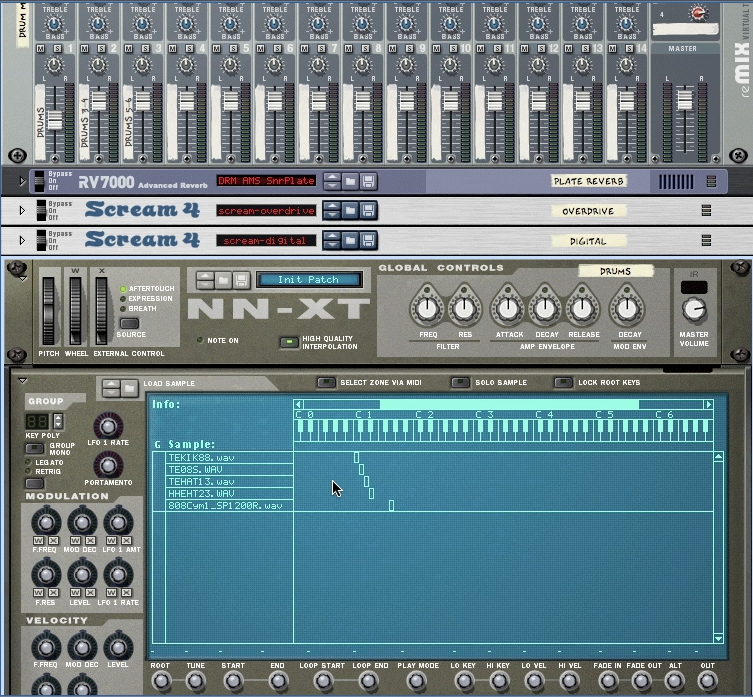 DRUM M
TREBLE TREBLE TREBLE TREBLE TREBLE TREBLE TREBLE TREBLE TREBLE TREBLE TREBLE TREBLE TREBLE TREBLE
BASS BASS BASS BASS BASS BASS BASS BASS BASS BASS BASS BASS BASS BASS
4
M S 1 M S 2 M S 3 M S 4 M S 5 M S 6 M S 7 M S 8 M S 9 M S 10 M S 11 M S 12 M S 13 M S 14
MASTER
reMIX
VIRTUAL
L R L R L R L R L R L R L R L R L R L R L R L R L R L R L R
DRUMS
DRUMS 3-4
DRUMS 5-6
Bypass
On
Off
RV7000 Advanced Reverb
DRM AMS SnrPlate
PLATE REVERB
Bypass
On
Off
Scream 4
scream-overdrive
OVERDRIVE
Bypass
On
Off
Scream 4
scream-digital
DIGITAL
W X
AFTERTOUCH
EXPRESSION
BREATH
SOURCE
PITCH WHEEL EXTERNAL CONTROL
Init Patch
NN-XT
NOTE ON
HIGH QUALITY
INTERPOLATION
GLOBAL CONTROLS
DRUMS
FREQ RES ATTACK DECAY RELEASE DECAY
FILTER AMP ENVELOPE MOD ENV
MASTER
VOLUME
LOAD SAMPLE
SELECT ZONE VIA MIDI
SOLO SAMPLE
LOCK ROOT KEYS
GROUP
88
KEY POLY
GROUP
MONO
LEGATO
RETRIG
LFO 1 RATE
PORTAMENTO
Info:
C 0 C 1 C 2 C 3 C 4 C 5 C 6
G Sample:
TEKIK88.wav
TE08S.WAV
TEHAT13.wav
HHEHT23.WAV
808Cym1_SP1200R.wav
MODULATION
W X W X W X
F.FREQ MOD DEC LFO 1 AMT
W X W X W X
F.RES LEVEL LFO 1 RATE
VELOCITY
F.FREQ MOD DEC LEVEL
ROOT TUNE START END LOOP START LOOP END PLAY MODE LO KEY HI KEY LO VEL HI VEL FADE IN FADE OUT ALT OUT